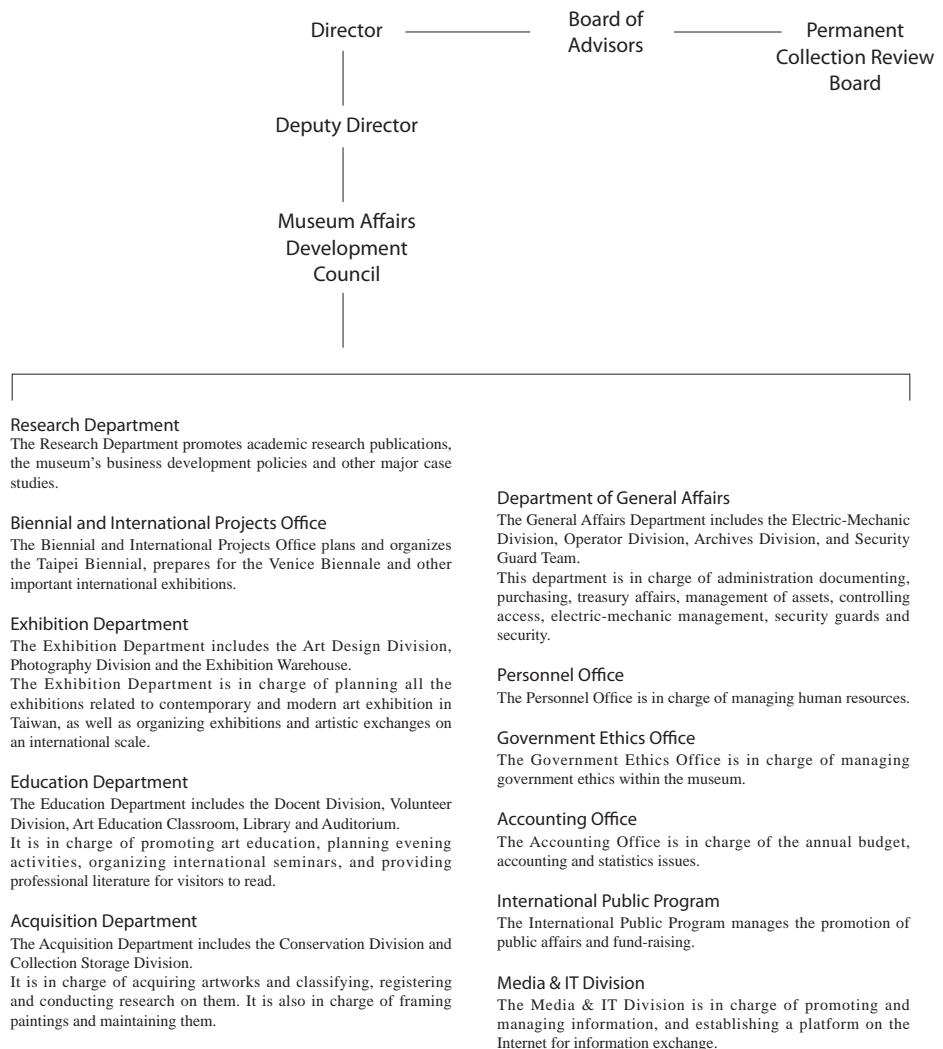 Director
Board of
Advisors
Permanent
Collection Review
Board
Deputy Director
Museum Affairs
Development
Council
Research Department
The Research Department promotes academic research publications,
the museum's business development policies and other major case
studies.
Biennial and International Projects Office
The Biennial and International Projects Office plans and organizes
the Taipei Biennial, prepares for the Venice Biennale and other
important international exhibitions.
Exhibition Department
The Exhibition Department includes the Art Design Division,
Photography Division and the Exhibition Warehouse.
The Exhibition Department is in charge of planning all the
exhibitions related to contemporary and modern art exhibition in
Taiwan, as well as organizing exhibitions and artistic exchanges on
an international scale.
Education Department
The Education Department includes the Docent Division, Volunteer
Division, Art Education Classroom, Library and Auditorium.
It is in charge of promoting art education, planning evening
activities, organizing international seminars, and providing
professional literature for visitors to read.
Acquisition Department
The Acquisition Department includes the Conservation Division and
Collection Storage Division.
It is in charge of acquiring artworks and classifying, registering
and conducting research on them. It is also in charge of framing
paintings and maintaining them.
Department of General Affairs
The General Affairs Department includes the Electric-Mechanic
Division, Operator Division, Archives Division, and Security
Guard Team.
This department is in charge of administration documenting,
purchasing, treasury affairs, management of assets, controlling
access, electric-mechanic management, security guards and
security.
Personnel Office
The Personnel Office is in charge of managing human resources.
Government Ethics Office
The Government Ethics Office is in charge of managing
government ethics within the museum.
Accounting Office
The Accounting Office is in charge of the annual budget,
accounting and statistics issues.
International Public Program
The International Public Program manages the promotion of
public affairs and fund-raising.
Media & IT Division
The Media & IT Division is in charge of promoting and
managing information, and establishing a platform on the
Internet for information exchange.